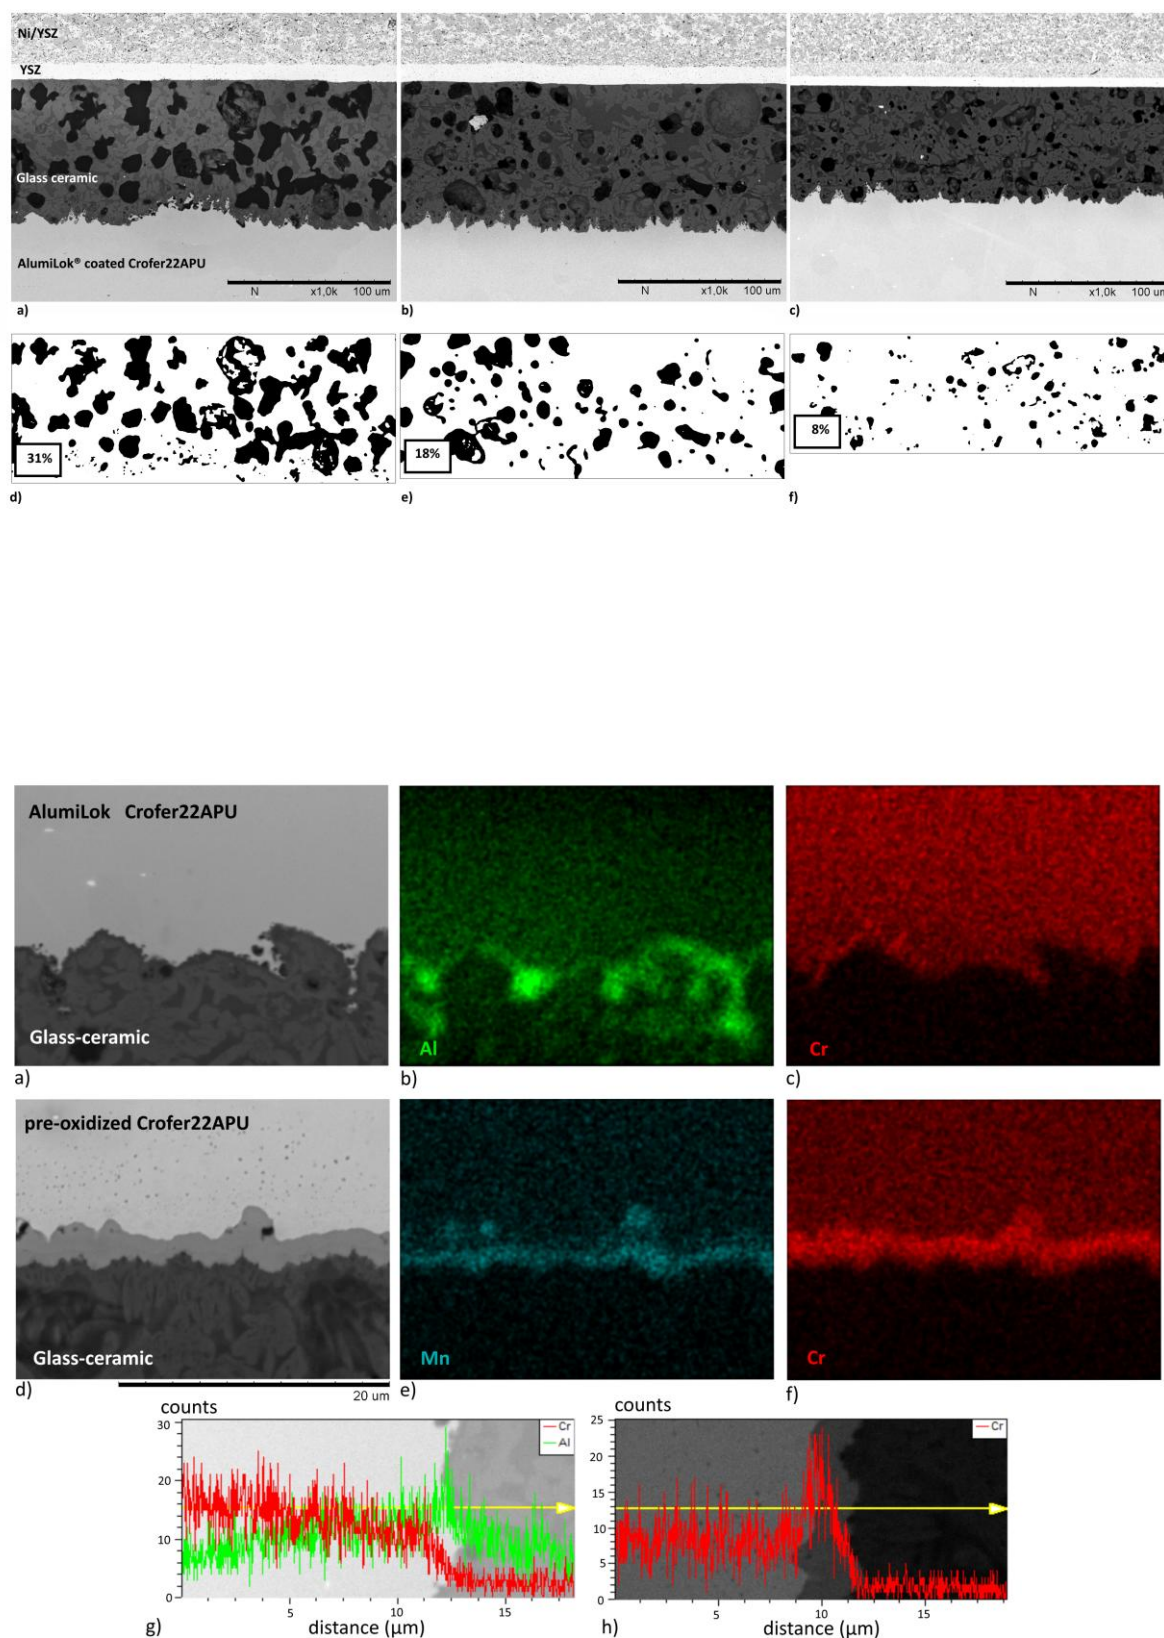 Ni/YSZ
YSZ
Glass ceramic
AlumiLok® coated Crofer22APU
N x1,0k 100 um
N x1,0k 100 um
N x1,0k 100 um
a)
b)
c)
31%
18%
8%
d)
e)
f)
AlumiLok Crofer22APU
Glass-ceramic
Al
Cr
a)
b)
c)
pre-oxidized Crofer22APU
Glass-ceramic
Mn
Cr
d)
20 um
e)
f)
counts
30
20
10
0
5
10
15
Cr
Al
g)
distance (µm)
counts
25
20
15
10
5
0
5
10
15
Cr
h)
distance (µm)